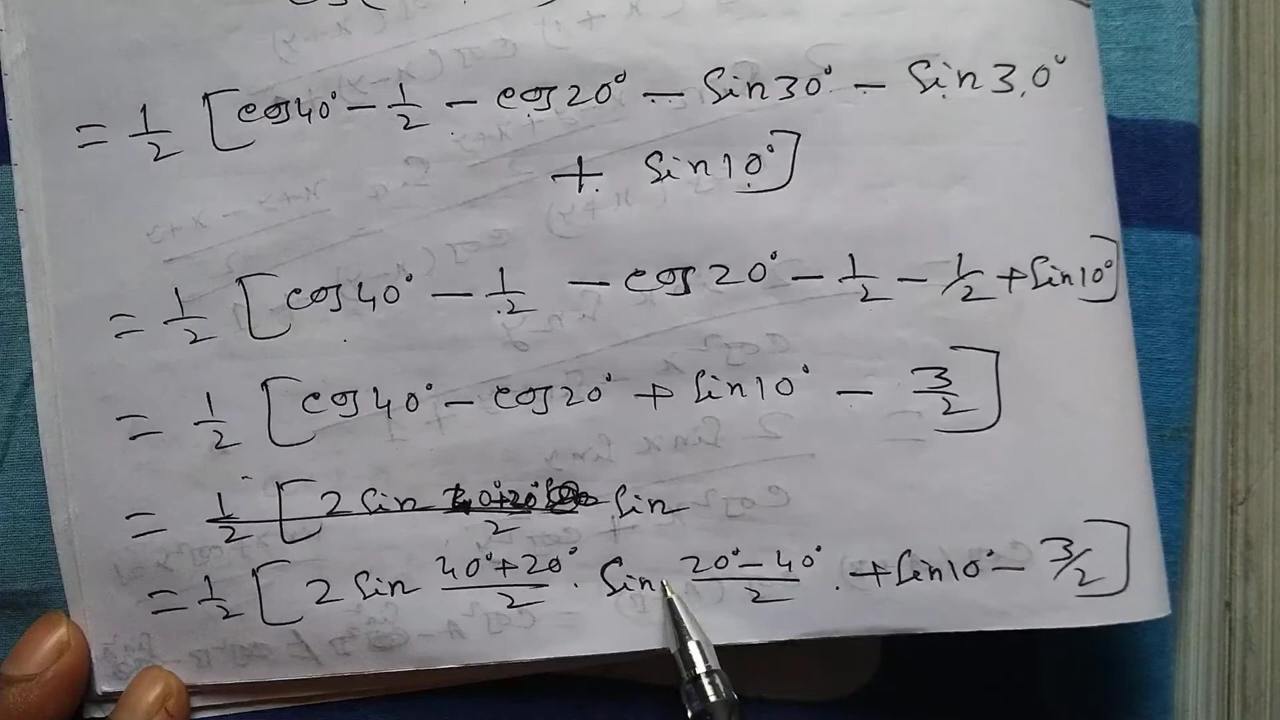 = 1/2 [cos40° - 1/2 - cos20° - Sin30° - Sin30°
+ Sin10°]
= 1/2 [cos40° - 1/2 - cos20° - 1/2 - 1/2 + Sin10°]
= 1/2 [cos40° - cos20° + Sin10° - 3/2]
= 1/2 [2 Sin 40°+20°/2 Sin
= 1/2 [2 Sin 40°+20°/2 . Sin 20°-40°/2 . + Sin10° - 3/2]